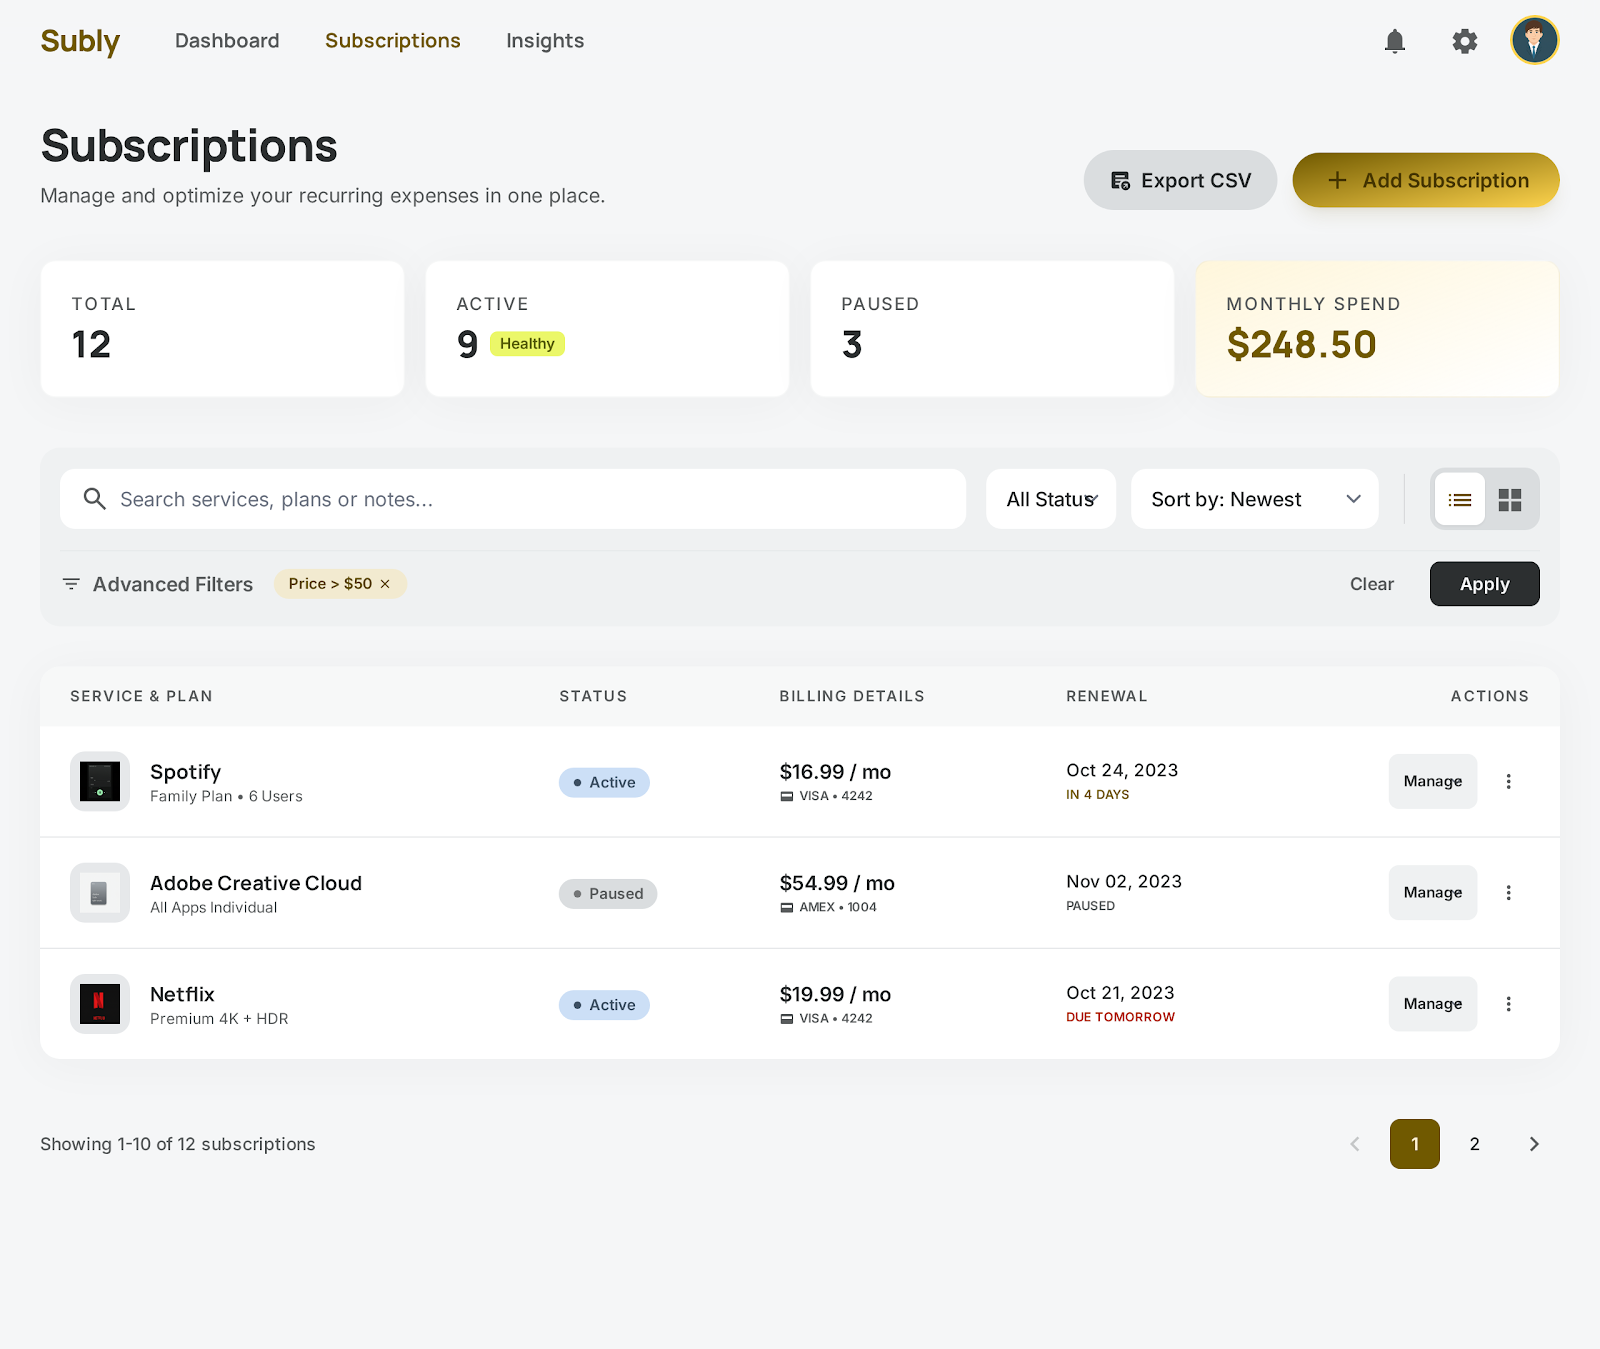 Subly
Dashboard
Subscriptions
Insights
Subscriptions
Manage and optimize your recurring expenses in one place.
Export CSV
Add Subscription
TOTAL
12
ACTIVE
9 Healthy
PAUSED
3
MONTHLY SPEND
$248.50
Search services, plans or notes...
All Status
Sort by: Newest
Advanced Filters
Price > $50 ×
Clear
Apply
SERVICE & PLAN
STATUS
BILLING DETAILS
RENEWAL
ACTIONS
Spotify
Family Plan • 6 Users
Active
$16.99 / mo
VISA • 4242
Oct 24, 2023
IN 4 DAYS
Manage
Adobe Creative Cloud
All Apps Individual
Paused
$54.99 / mo
AMEX • 1004
Nov 02, 2023
PAUSED
Manage
N
Netflix
Premium 4K + HDR
Active
$19.99 / mo
VISA • 4242
Oct 21, 2023
DUE TOMORROW
Manage
Showing 1-10 of 12 subscriptions
1
2